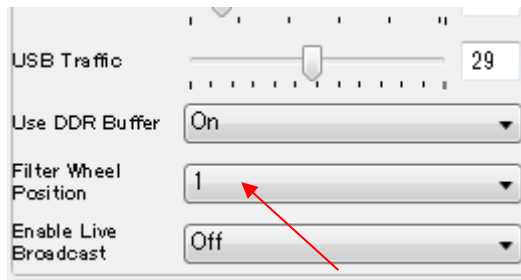 USB Traffic 29
Use DDR Buffer On
Filter Wheel
Position 1
Enable Live
Broadcast Off